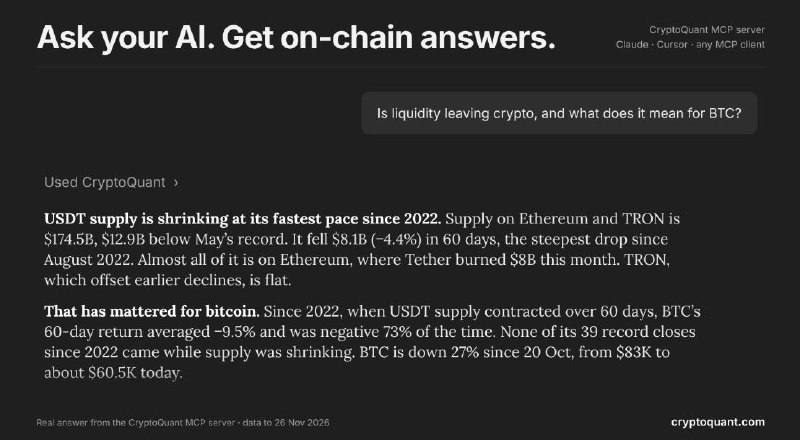 Ask your AI. Get on-chain answers.
CryptoQuant MCP server
Claude · Cursor · any MCP client
Is liquidity leaving crypto, and what does it mean for BTC?
Used CryptoQuant ›
USDT supply is shrinking at its fastest pace since 2022. Supply on Ethereum and TRON is
$174.5B, $12.9B below May's record. It fell $8.1B (−4.4%) in 60 days, the steepest drop since
August 2022. Almost all of it is on Ethereum, where Tether burned $8B this month. TRON,
which offset earlier declines, is flat.
That has mattered for bitcoin. Since 2022, when USDT supply contracted over 60 days, BTC's
60-day return averaged −9.5% and was negative 73% of the time. None of its 39 record closes
since 2022 came while supply was shrinking. BTC is down 27% since 20 Oct, from $83K to
about $60.5K today.
Real answer from the CryptoQuant MCP server · data to 26 Nov 2026
cryptoquant.com